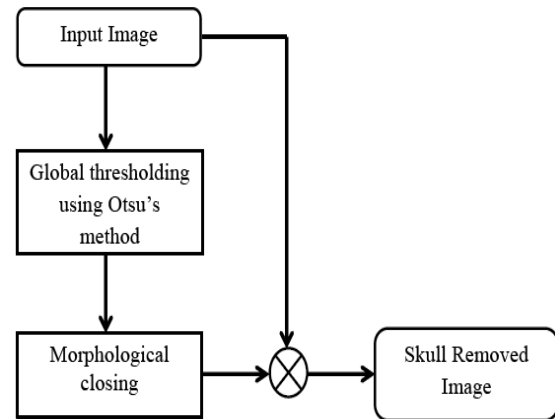 Input Image
Global thresholding
using Otsu's
method
Morphological
closing
Skull Removed
Image